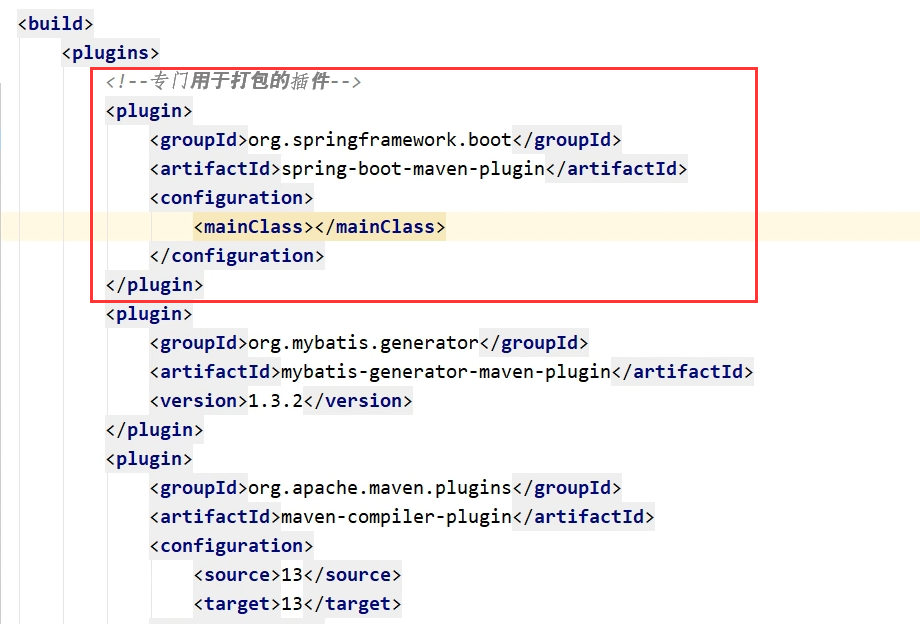 <build>
<plugins>
<!--专门用于打包的插件-->
<plugin>
<groupId>org.springframework.boot</groupId>
<artifactId>spring-boot-maven-plugin</artifactId>
<configuration>
<mainClass></mainClass>
</configuration>
</plugin>
<plugin>
<groupId>org.mybatis.generator</groupId>
<artifactId>mybatis-generator-maven-plugin</artifactId>
<version>1.3.2</version>
</plugin>
<plugin>
<groupId>org.apache.maven.plugins</groupId>
<artifactId>maven-compiler-plugin</artifactId>
<configuration>
<source>13</source>
<target>13</target>